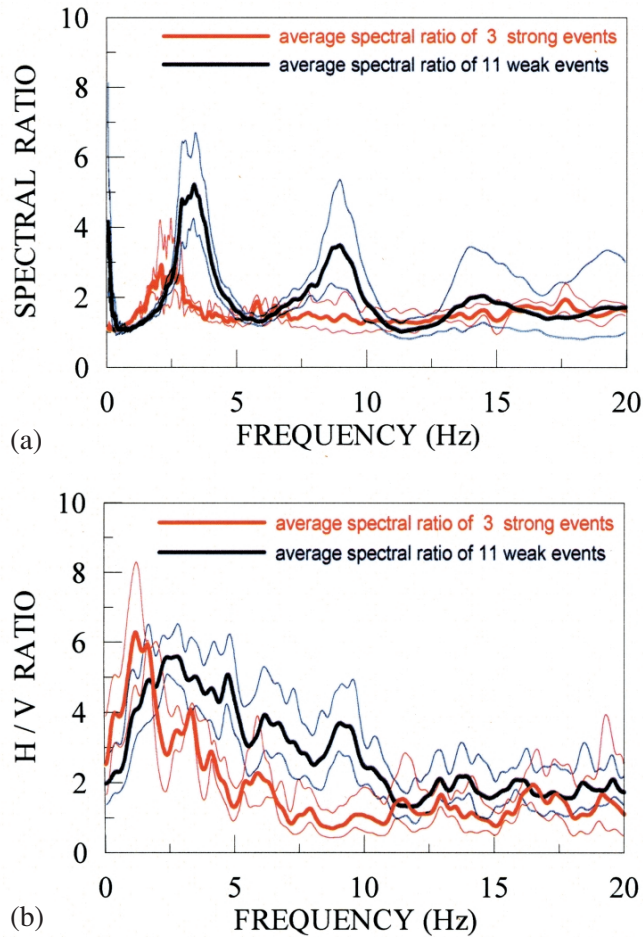 10
average spectral ratio of 3 strong events
average spectral ratio of 11 weak events
8
6
4
2
0
SPECTRAL RATIO
0 5 10 15 20
(a)
FREQUENCY (Hz)
10
average spectral ratio of 3 strong events
average spectral ratio of 11 weak events
8
6
4
2
0
H / V RATIO
0 5 10 15 20
(b)
FREQUENCY (Hz)